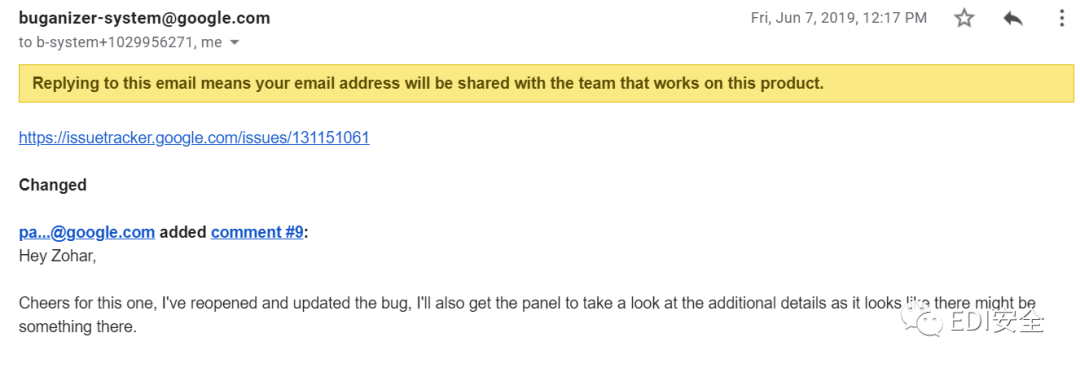 buganizer-system@google.com
Fri, Jun 7, 2019, 12:17 PM
to b-system+1029956271, me
Replying to this email means your email address will be shared with the team that works on this product.
https://issuetracker.google.com/issues/131151061
Changed
pa...@google.com added comment #9:
Hey Zohar,
Cheers for this one, I've reopened and updated the bug, I'll also get the panel to take a look at the additional details as it looks like there might be
something there.
EDI安全